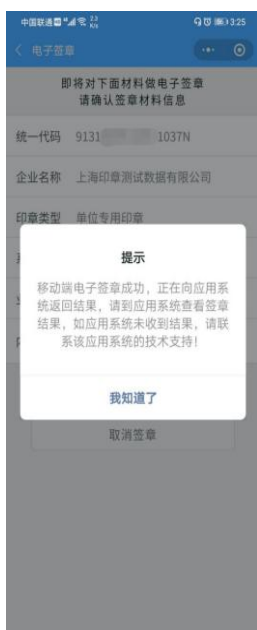 中国联通 3:25
电子签章
即将对下面材料做电子签章
请确认签章材料信息
统一代码 9131 1037N
企业名称 上海印章测试数据有限公司
印章类型 单位专用印章
提示
移动端电子签章成功，正在向应用系
统返回结果，请到应用系统查看签章
结果，如应用系统未收到结果，请联
系该应用系统的技术支持！
我知道了
取消签章